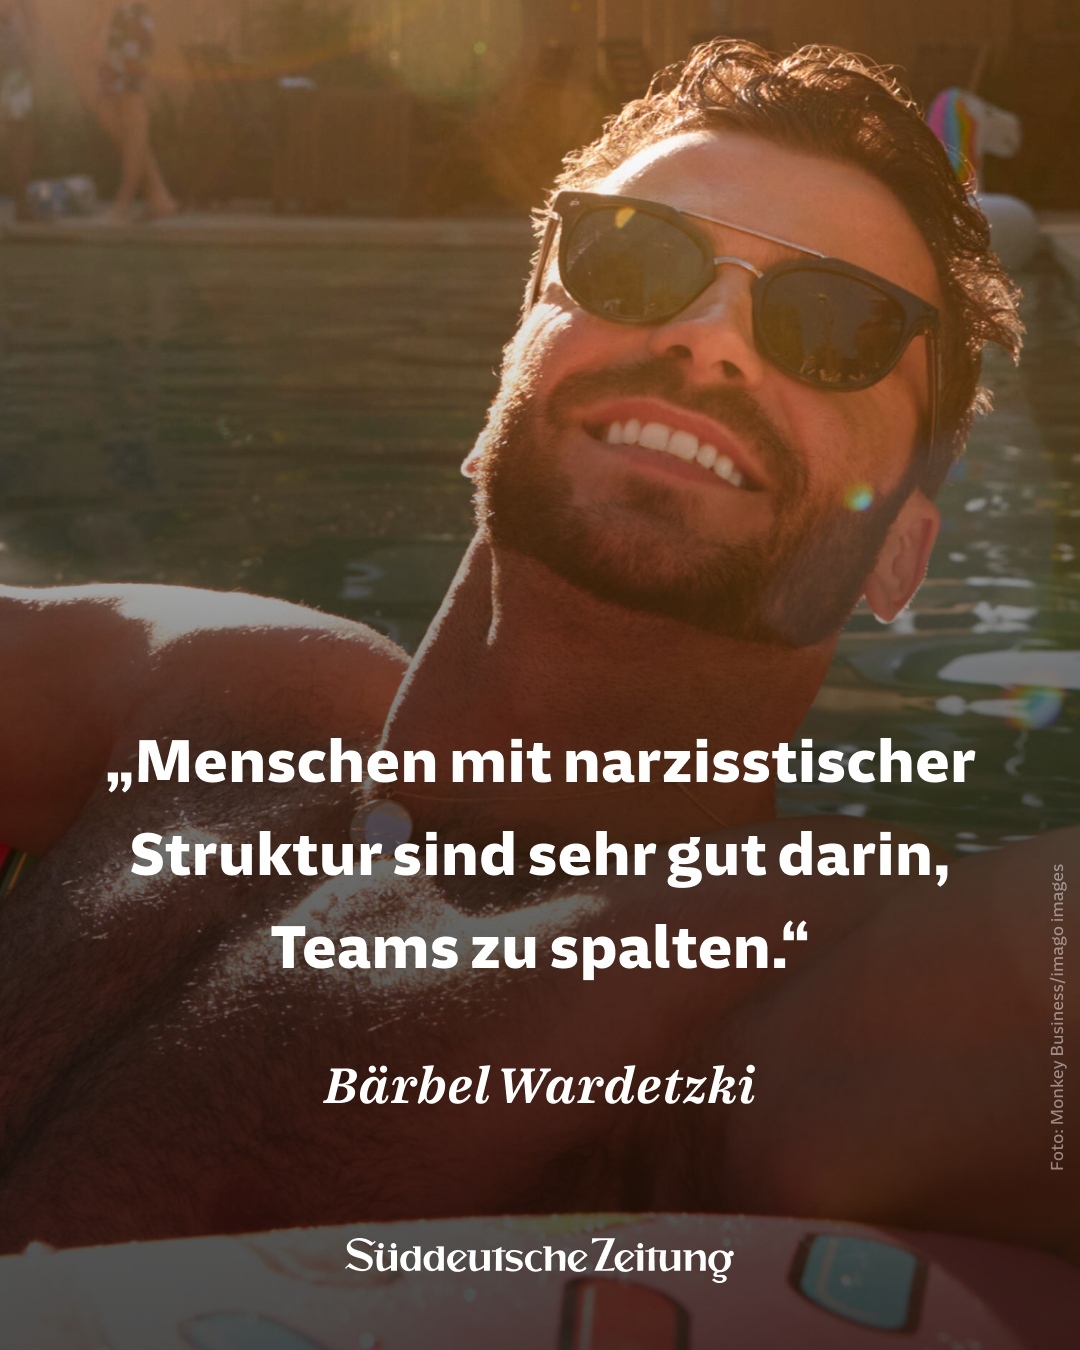 „Menschen mit narzisstischer
Struktur sind sehr gut darin,
Teams zu spalten.“
Bärbel Wardetzki
Süddeutsche Zeitung
Foto: Monkey Business/imago images